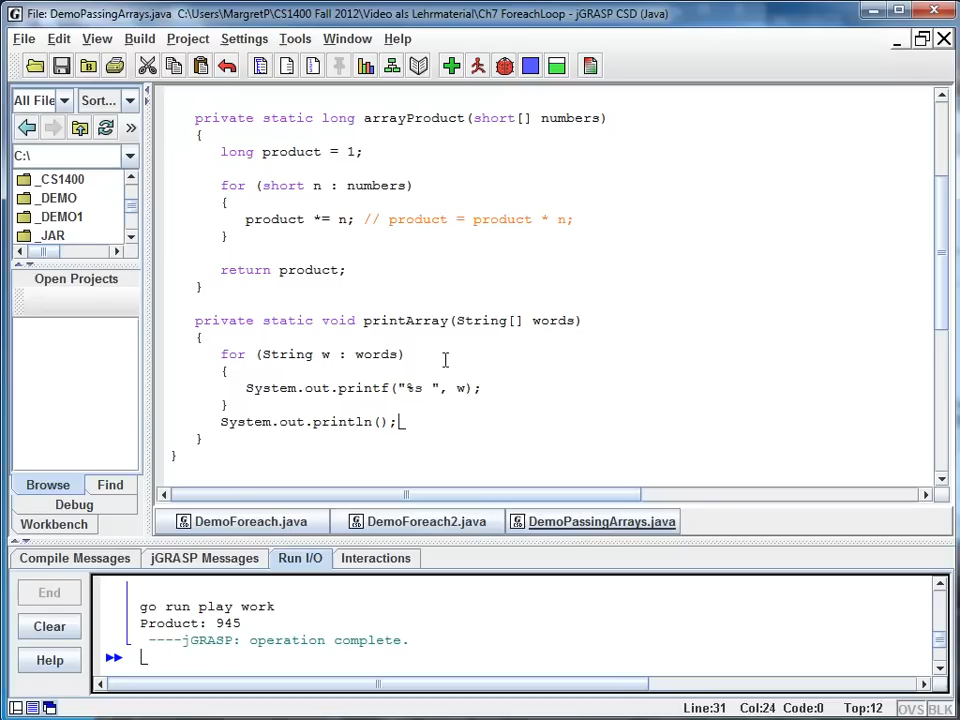 File: DemoPassingArrays.java  C:\Users\MargretP\CS1400 Fall 2012\Video als Lehrmaterial\Ch7 ForeachLoop - jGRASP CSD (Java)
File Edit View Build Project Settings Tools Window Help
All File Sort...
C:\
_CS1400
_DEMO
_DEMO1
_JAR
Open Projects
Browse Find
Debug
Workbench
private static long arrayProduct(short[] numbers)
{
long product = 1;
for (short n : numbers)
{
product *= n; // product = product * n;
}
return product;
}
private static void printArray(String[] words)
{
for (String w : words)
{
System.out.printf("%s ", w);
}
System.out.println();
}
}
DemoForeach.java DemoForeach2.java DemoPassingArrays.java
Compile Messages jGRASP Messages Run I/O Interactions
End
Clear
Help
go run play work
Product: 945
----jGRASP: operation complete.
Line:31 Col:24 Code:0 Top:12 OVS BLK